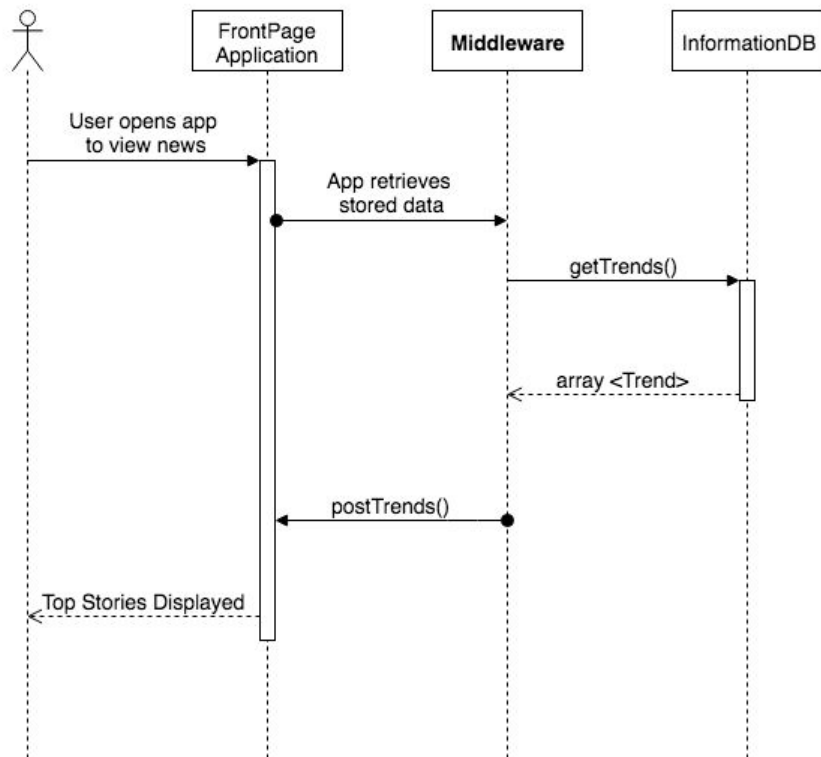 FrontPage
Application
Middleware
InformationDB
User opens app
to view news
App retrieves
stored data
getTrends()
array <Trend>
postTrends()
Top Stories Displayed